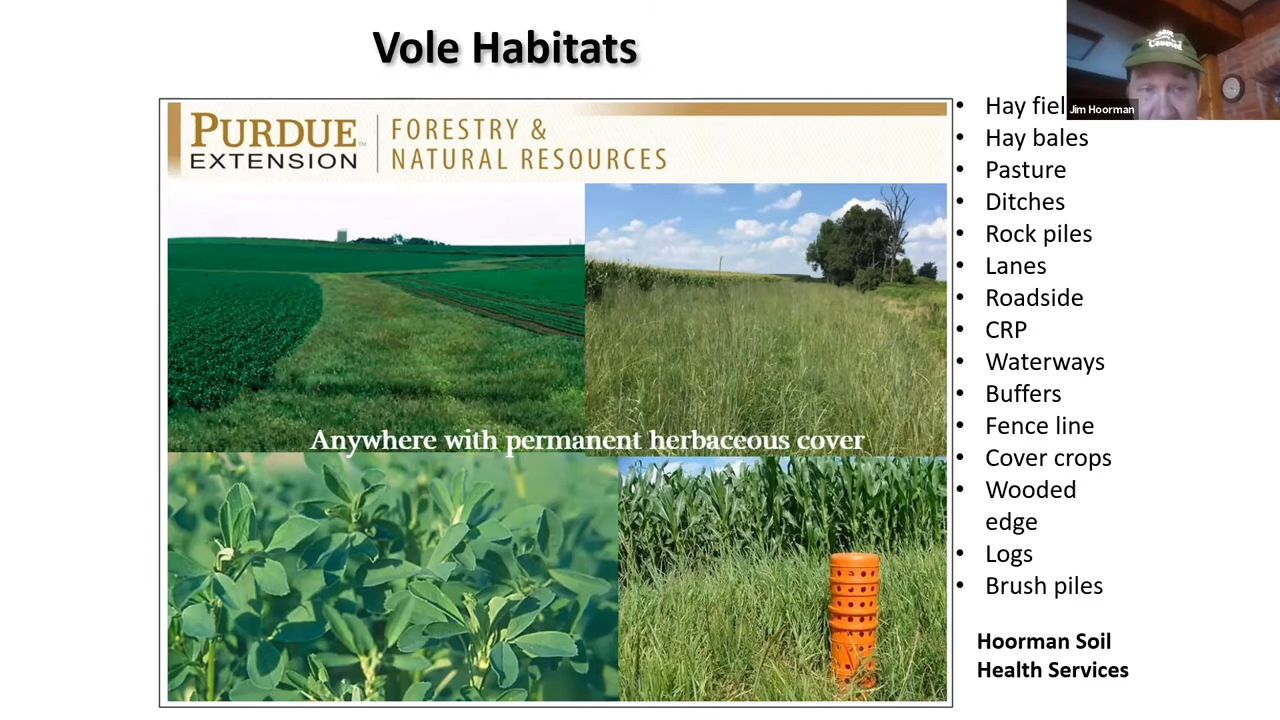 Vole Habitats
PURDUE
EXTENSION
FORESTRY &
NATURAL RESOURCES
Anywhere with permanent herbaceous cover
• Hay fiel
• Hay bales
• Pasture
• Ditches
• Rock piles
• Lanes
• Roadside
• CRP
• Waterways
• Buffers
• Fence line
• Cover crops
• Wooded
edge
• Logs
• Brush piles
Hoorman Soil
Health Services
Covered
Jim Hoorman